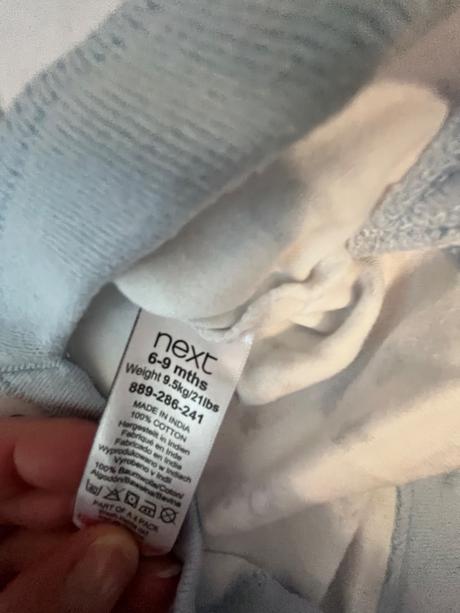 next
6-9 mths
Weight 9.5kg/21lbs
889-286-241
MADE IN INDIA
100% COTTON
Hergestellt in Indien
Fabriqué en Inde
Fabricado en India
Wyprodukowano w Indiach
Vyrobeno v Indii
100% Baumwolle/Coton/
Algodón/Bawełna/Bavlna
PART OF A 4 PACK